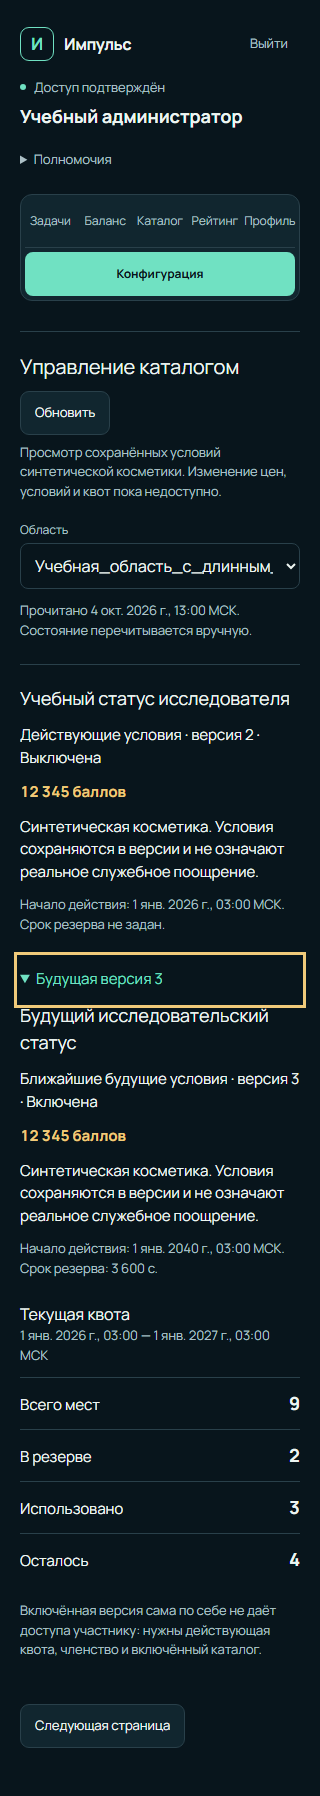 И Импульс Выйти
Доступ подтверждён
Учебный администратор
Полномочия
Задачи Баланс Каталог Рейтинг Профиль
Конфигурация
Управление каталогом
Обновить
Просмотр сохранённых условий
синтетической косметики. Изменение цен,
условий и квот пока недоступно.
Область
Учебная_область_с_длинным_
Прочитано 4 окт. 2026 г., 13:00 МСК.
Состояние перечитывается вручную.
Учебный статус исследователя
Действующие условия · версия 2 ·
Выключена
12 345 баллов
Синтетическая косметика. Условия
сохраняются в версии и не означают
реальное служебное поощрение.
Начало действия: 1 янв. 2026 г., 03:00 МСК.
Срок резерва не задан.
Будущая версия 3
Будущий исследовательский
статус
Ближайшие будущие условия · версия 3
· Включена
12 345 баллов
Синтетическая косметика. Условия
сохраняются в версии и не означают
реальное служебное поощрение.
Начало действия: 1 янв. 2040 г., 03:00 МСК.
Срок резерва: 3 600 с.
Текущая квота
1 янв. 2026 г., 03:00 — 1 янв. 2027 г., 03:00
МСК
Всего мест 9
В резерве 2
Использовано 3
Осталось 4
Включённая версия сама по себе не даёт
доступа участнику: нужны действующая
квота, членство и включённый каталог.
Следующая страница